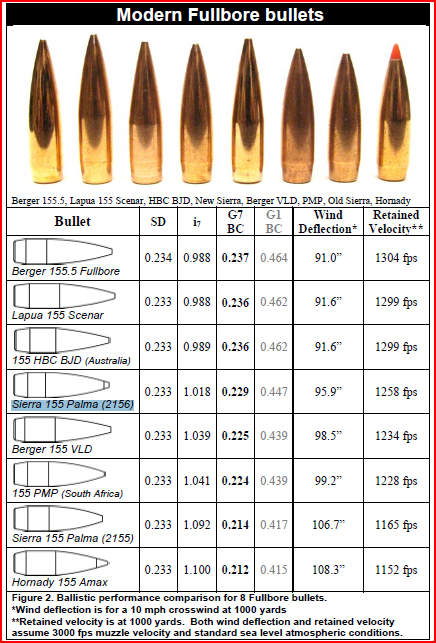 Modern Fullbore bullets
Berger 155.5, Lapua 155 Scenar, HBC BJD, New Sierra, Berger VLD, PMP, Old Sierra, Hornady
Bullet SD i7 G7 BC G1 BC Wind Deflection* Retained Velocity**
Berger 155.5 Fullbore 0.234 0.988 0.237 0.464 91.0” 1304 fps
Lapua 155 Scenar 0.233 0.988 0.236 0.462 91.6” 1299 fps
155 HBC BJD (Australia) 0.233 0.989 0.236 0.462 91.6” 1299 fps
Sierra 155 Palma (2156) 0.233 1.018 0.229 0.447 95.9” 1258 fps
Berger 155 VLD 0.233 1.039 0.225 0.439 98.5” 1234 fps
155 PMP (South Africa) 0.233 1.041 0.224 0.439 99.2” 1228 fps
Sierra 155 Palma (2155) 0.233 1.092 0.214 0.417 106.7” 1165 fps
Hornady 155 Amax 0.233 1.100 0.212 0.415 108.3” 1152 fps
Figure 2. Ballistic performance comparison for 8 Fullbore bullets.
*Wind deflection is for a 10 mph crosswind at 1000 yards
**Retained velocity is at 1000 yards. Both wind deflection and retained velocity
assume 3000 fps muzzle velocity and standard sea level atmospheric conditions.